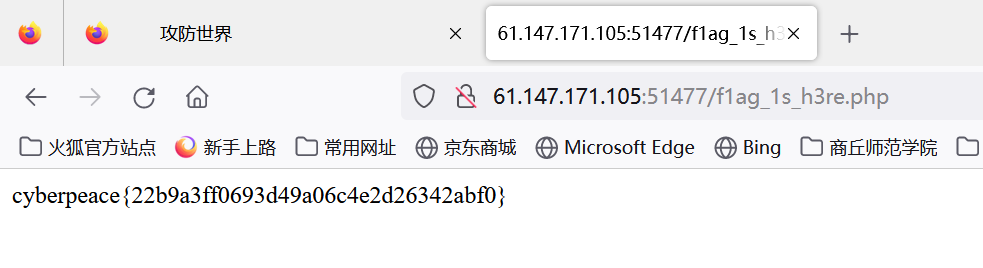 攻防世界
61.147.171.105:51477/f1ag_1s_h3
61.147.171.105:51477/f1ag_1s_h3re.php
火狐官方站点 新手上路 常用网址 京东商城 Microsoft Edge Bing 商丘师范学院
cyberpeace{22b9a3ff0693d49a06c4e2d26342abf0}